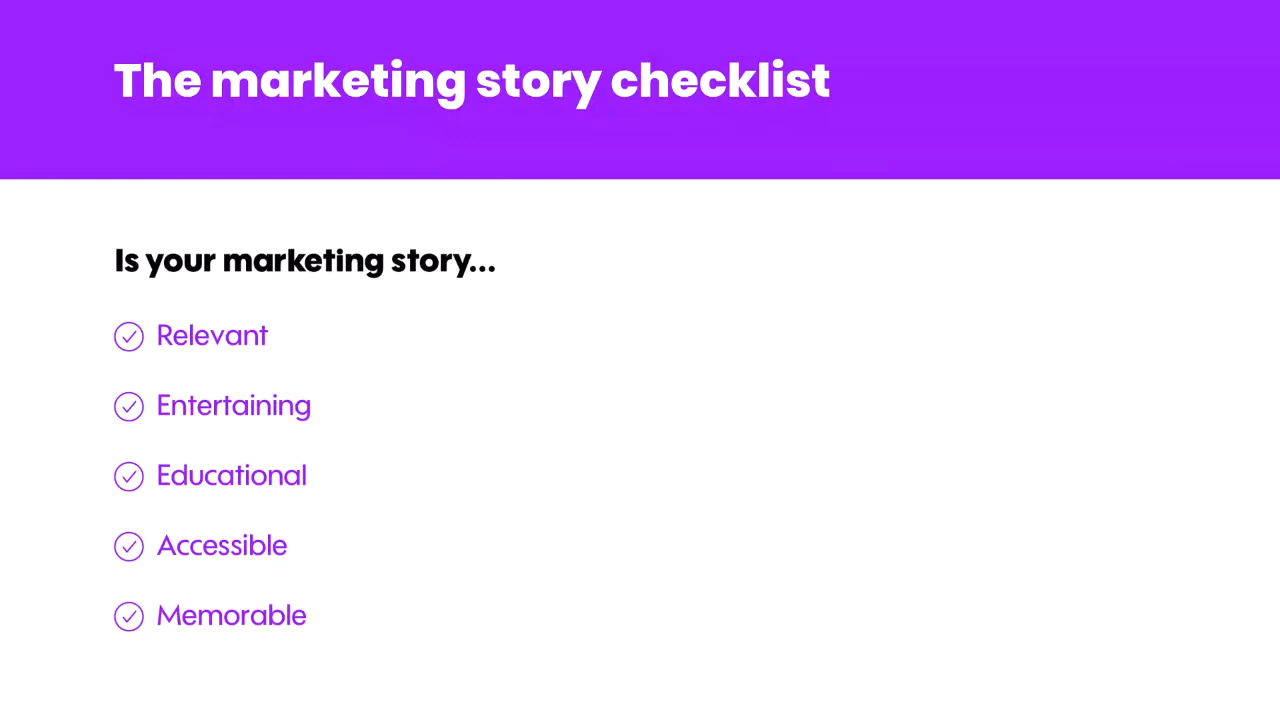 The marketing story checklist
Is your marketing story...
Relevant
Entertaining
Educational
Accessible
Memorable